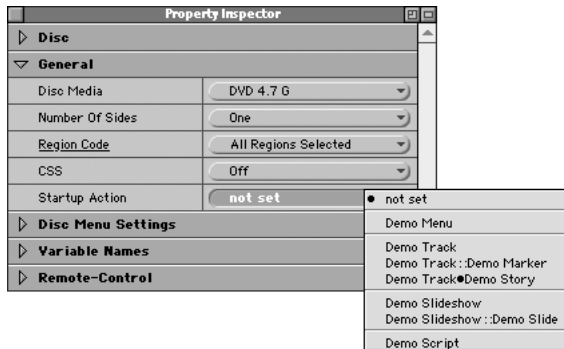 Property Inspector
Disc
General
Disc Media DVD 4.7 G
Number Of Sides One
Region Code All Regions Selected
CSS Off
Startup Action not set
Disc Menu Settings
Variable Names
Remote-Control
● not set
Demo Menu
Demo Track
Demo Track::Demo Marker
Demo Track●Demo Story
Demo Slideshow
Demo Slideshow::Demo Slide
Demo Script